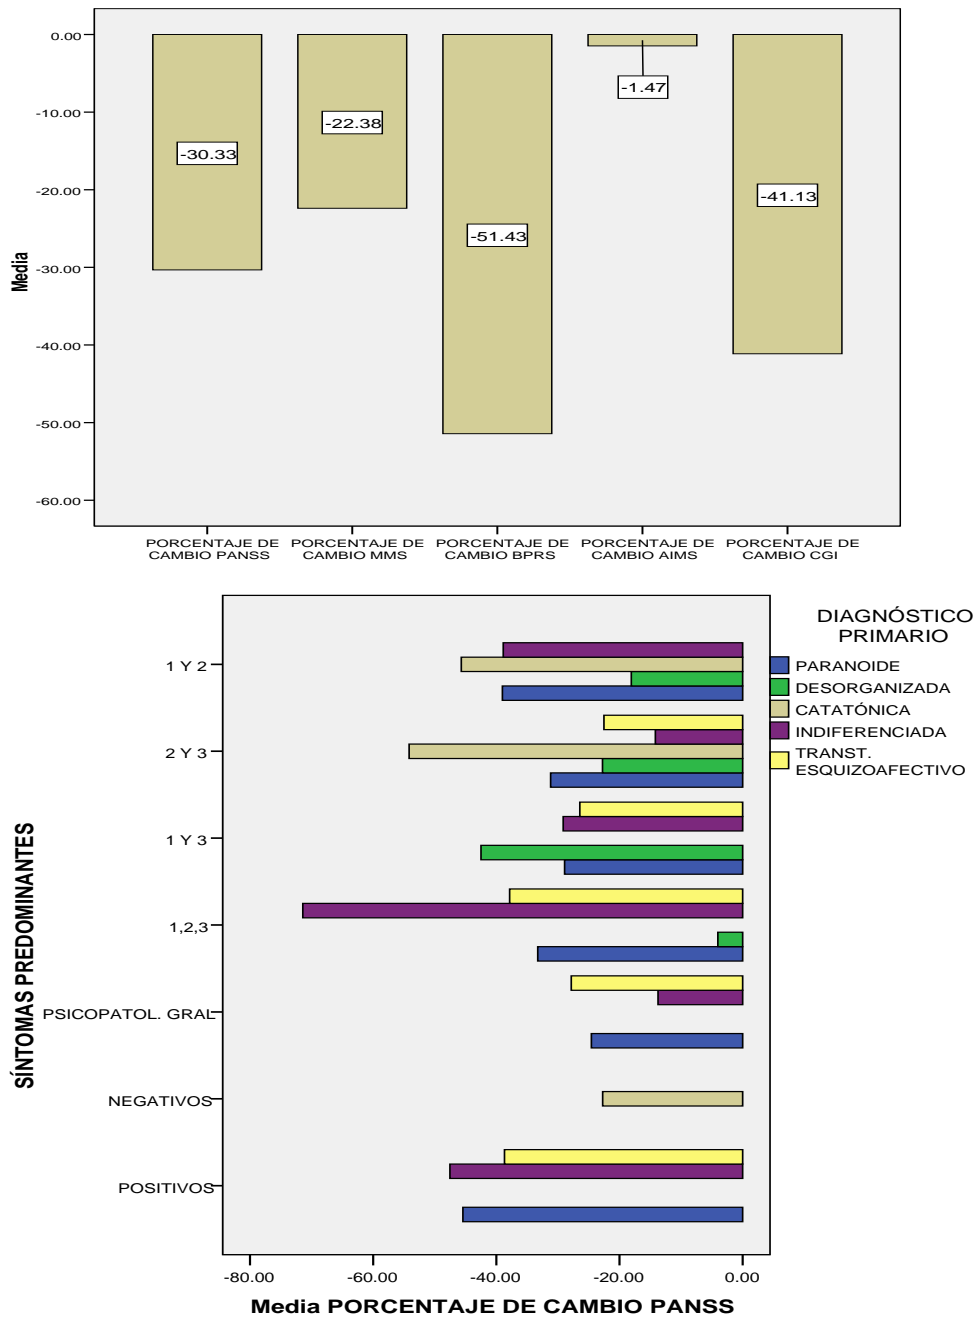 0.00
-10.00
-20.00
-30.00
-40.00
-50.00
-60.00
Media
-30.33
-22.38
-51.43
-1.47
-41.13
PORCENTAJE DE
CAMBIO PANSS
PORCENTAJE DE
CAMBIO MMS
PORCENTAJE DE
CAMBIO BPRS
PORCENTAJE DE
CAMBIO AIMS
PORCENTAJE DE
CAMBIO CGI
DIAGNÓSTICO
PRIMARIO
PARANOIDE
DESORGANIZADA
CATATÓNICA
INDIFERENCIADA
TRANST.
ESQUIZOAFECTIVO
SÍNTOMAS PREDOMINANTES
1 Y 2
2 Y 3
1 Y 3
1,2,3
PSICOPATOL. GRAL
NEGATIVOS
POSITIVOS
-80.00
-60.00
-40.00
-20.00
0.00
Media PORCENTAJE DE CAMBIO PANSS